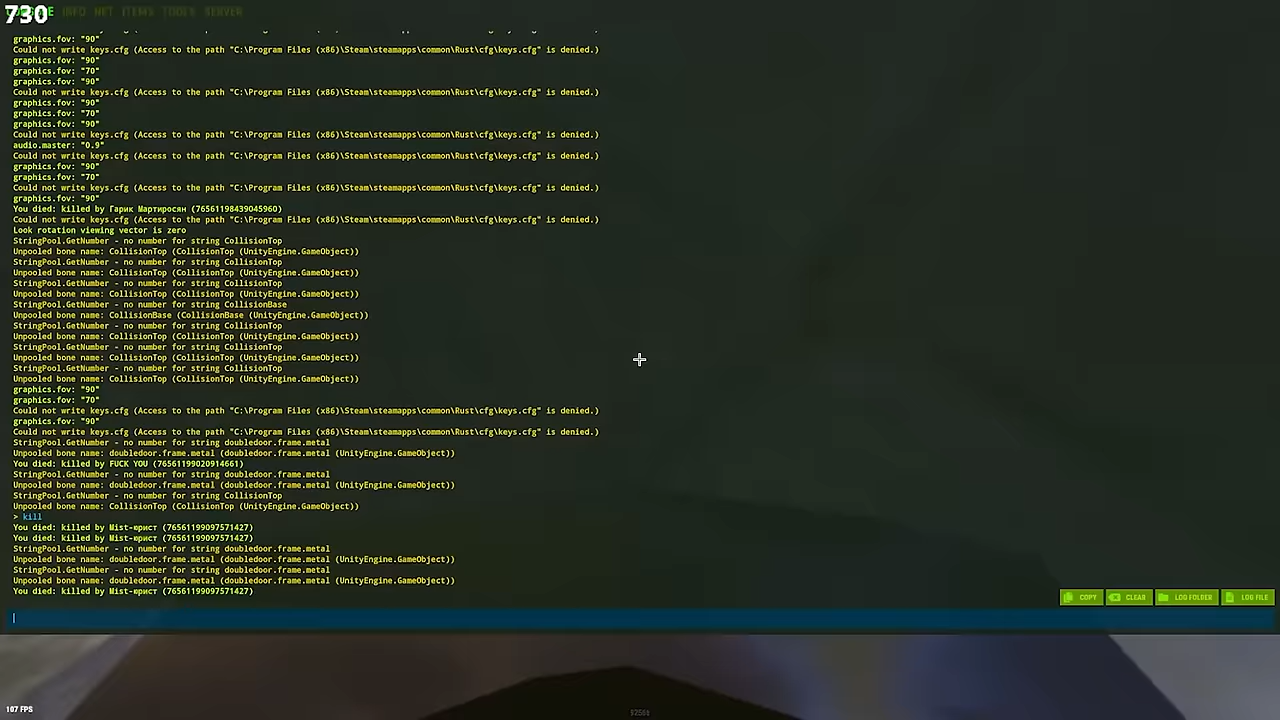 730
CONSOLE INFO NET ITEMS TOOLS SERVER
graphics.fov: "90"
Could not write keys.cfg (Access to the path "C:\Program Files (x86)\Steam\steamapps\common\Rust\cfg\keys.cfg" is denied.)
graphics.fov: "90"
graphics.fov: "70"
graphics.fov: "90"
Could not write keys.cfg (Access to the path "C:\Program Files (x86)\Steam\steamapps\common\Rust\cfg\keys.cfg" is denied.)
graphics.fov: "90"
graphics.fov: "70"
graphics.fov: "90"
Could not write keys.cfg (Access to the path "C:\Program Files (x86)\Steam\steamapps\common\Rust\cfg\keys.cfg" is denied.)
audio.master: "0.9"
Could not write keys.cfg (Access to the path "C:\Program Files (x86)\Steam\steamapps\common\Rust\cfg\keys.cfg" is denied.)
graphics.fov: "90"
graphics.fov: "70"
Could not write keys.cfg (Access to the path "C:\Program Files (x86)\Steam\steamapps\common\Rust\cfg\keys.cfg" is denied.)
graphics.fov: "90"
You died: killed by Гарик Мартиросян (76561198439045960)
Could not write keys.cfg (Access to the path "C:\Program Files (x86)\Steam\steamapps\common\Rust\cfg\keys.cfg" is denied.)
Look rotation viewing vector is zero
StringPool.GetNumber - no number for string CollisionTop
Unpooled bone name: CollisionTop (CollisionTop (UnityEngine.GameObject))
StringPool.GetNumber - no number for string CollisionTop
Unpooled bone name: CollisionTop (CollisionTop (UnityEngine.GameObject))
StringPool.GetNumber - no number for string CollisionTop
Unpooled bone name: CollisionTop (CollisionTop (UnityEngine.GameObject))
StringPool.GetNumber - no number for string CollisionBase
Unpooled bone name: CollisionBase (CollisionBase (UnityEngine.GameObject))
StringPool.GetNumber - no number for string CollisionTop
Unpooled bone name: CollisionTop (CollisionTop (UnityEngine.GameObject))
StringPool.GetNumber - no number for string CollisionTop
Unpooled bone name: CollisionTop (CollisionTop (UnityEngine.GameObject))
StringPool.GetNumber - no number for string CollisionTop
Unpooled bone name: CollisionTop (CollisionTop (UnityEngine.GameObject))
graphics.fov: "90"
graphics.fov: "70"
Could not write keys.cfg (Access to the path "C:\Program Files (x86)\Steam\steamapps\common\Rust\cfg\keys.cfg" is denied.)
graphics.fov: "90"
Could not write keys.cfg (Access to the path "C:\Program Files (x86)\Steam\steamapps\common\Rust\cfg\keys.cfg" is denied.)
StringPool.GetNumber - no number for string doubledoor.frame.metal
Unpooled bone name: doubledoor.frame.metal (doubledoor.frame.metal (UnityEngine.GameObject))
You died: killed by FUCK YOU (76561199020914661)
StringPool.GetNumber - no number for string doubledoor.frame.metal
Unpooled bone name: doubledoor.frame.metal (doubledoor.frame.metal (UnityEngine.GameObject))
StringPool.GetNumber - no number for string CollisionTop
Unpooled bone name: CollisionTop (CollisionTop (UnityEngine.GameObject))
> kill
You died: killed by Mist-юрист (76561199097571427)
You died: killed by Mist-юрист (76561199097571427)
StringPool.GetNumber - no number for string doubledoor.frame.metal
Unpooled bone name: doubledoor.frame.metal (doubledoor.frame.metal (UnityEngine.GameObject))
StringPool.GetNumber - no number for string doubledoor.frame.metal
Unpooled bone name: doubledoor.frame.metal (doubledoor.frame.metal (UnityEngine.GameObject))
You died: killed by Mist-юрист (76561199097571427)
COPY CLEAR LOG FOLDER LOG FILE
107 FPS